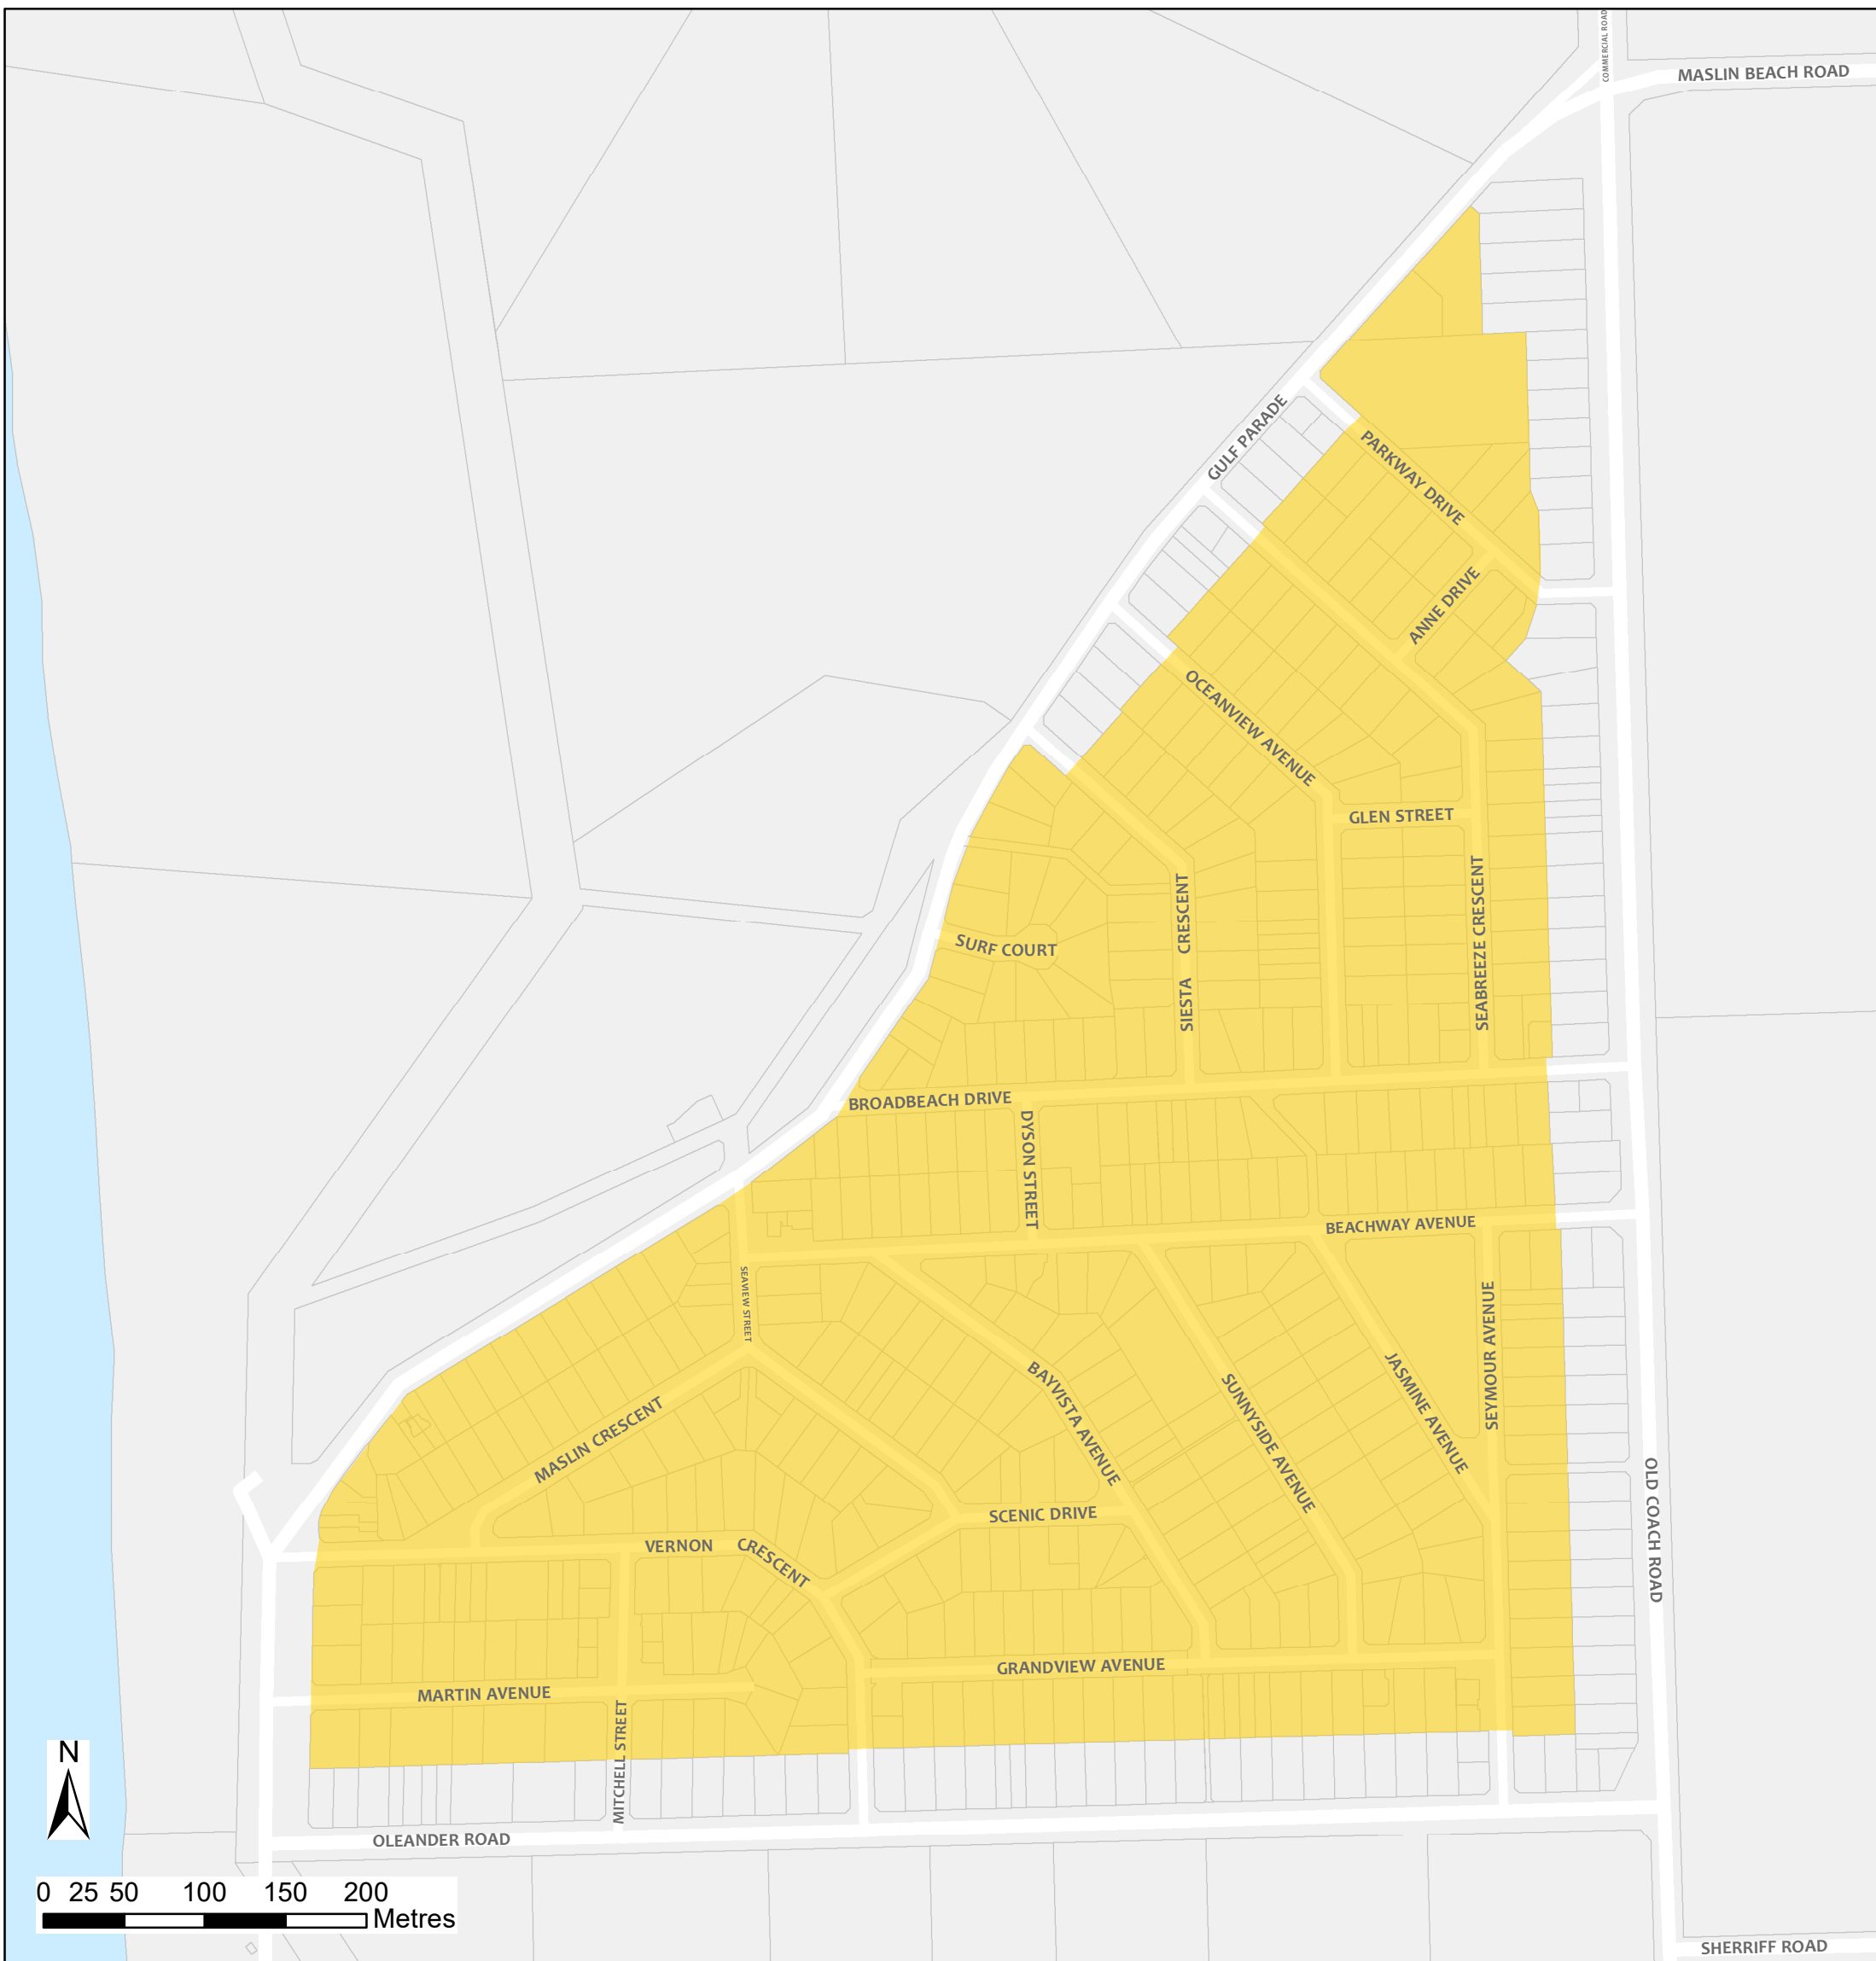 COMMERCIAL ROAD
MASLIN BEACH ROAD
GULF PARADE
PARKWAY DRIVE
ANNE DRIVE
OCEANVIEW AVENUE
GLEN STREET
SIESTA CRESCENT
SEABREEZE CRESCENT
SURF COURT
BROADBEACH DRIVE
DYSON STREET
BEACHWAY AVENUE
SEAVIEW STREET
SEYMOUR AVENUE
BAYVISTA AVENUE
SUNNYSIDE AVENUE
JASMINE AVENUE
MASLIN CRESCENT
OLD COACH ROAD
SCENIC DRIVE
VERNON CRESCENT
GRANDVIEW AVENUE
MARTIN AVENUE
MITCHELL STREET
N
OLEANDER ROAD
0 25 50 100 150 200
Metres
SHERRIFF ROAD